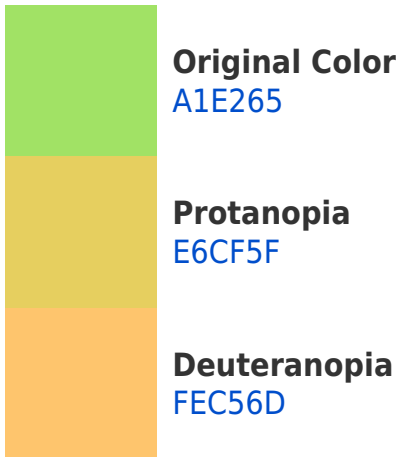 Original Color
A1E265
Protanopia
E6CF5F
Deuteranopia
FEC56D